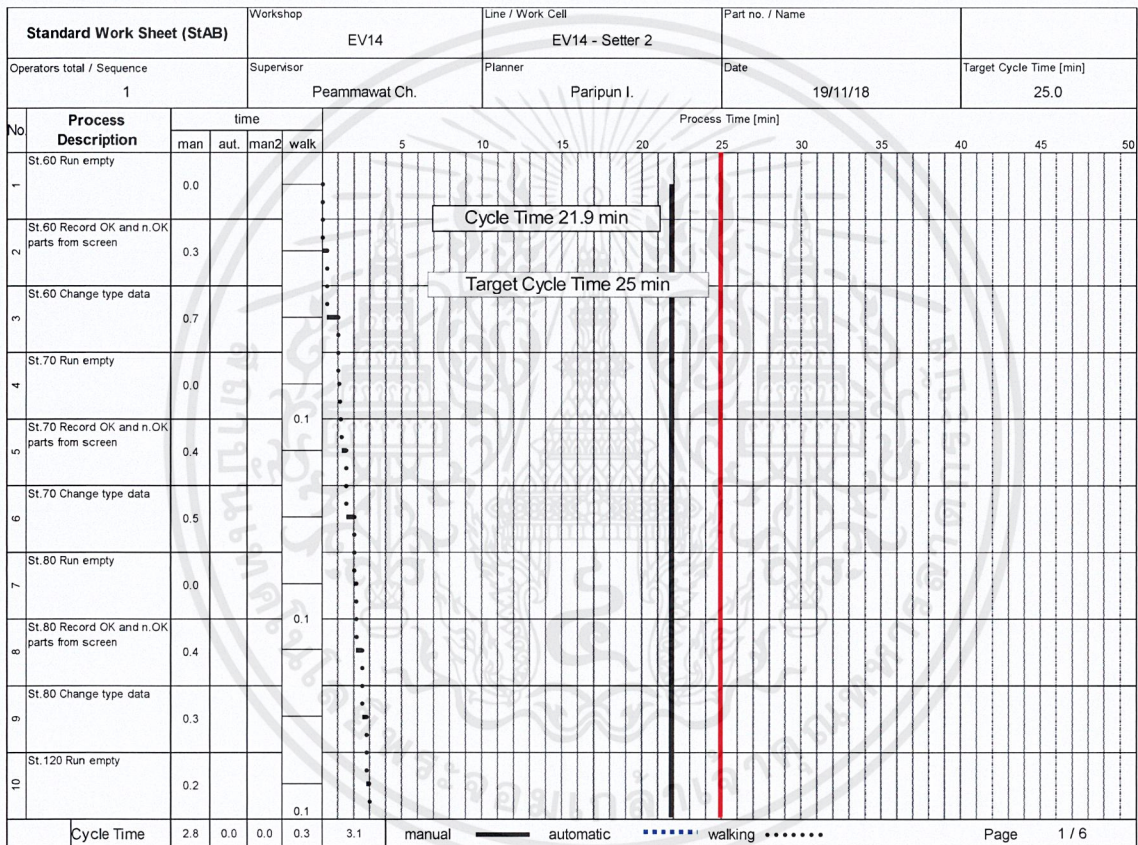 Standard Work Sheet (StAB)
Workshop
EV14
Line / Work Cell
EV14 - Setter 2
Part no. / Name
Operators total / Sequence
1
Supervisor
Peammawat Ch.
Planner
Paripun I.
Date
19/11/18
Target Cycle Time [min]
25.0
No.
Process Description
time
man aut. man2 walk
Process Time [min]
5 10 15 20 25 30 35 40 45 50
1 St.60 Run empty 0.0
Cycle Time 21.9 min
2 St.60 Record OK and n.OK parts from screen 0.3
Target Cycle Time 25 min
3 St.60 Change type data 0.7
4 St.70 Run empty 0.0 0.1
5 St.70 Record OK and n.OK parts from screen 0.4
6 St.70 Change type data 0.5
7 St.80 Run empty 0.0 0.1
8 St.80 Record OK and n.OK parts from screen 0.4
9 St.80 Change type data 0.3
10 St.120 Run empty 0.2 0.1
Cycle Time 2.8 0.0 0.0 0.3 3.1 manual automatic walking Page 1 / 6